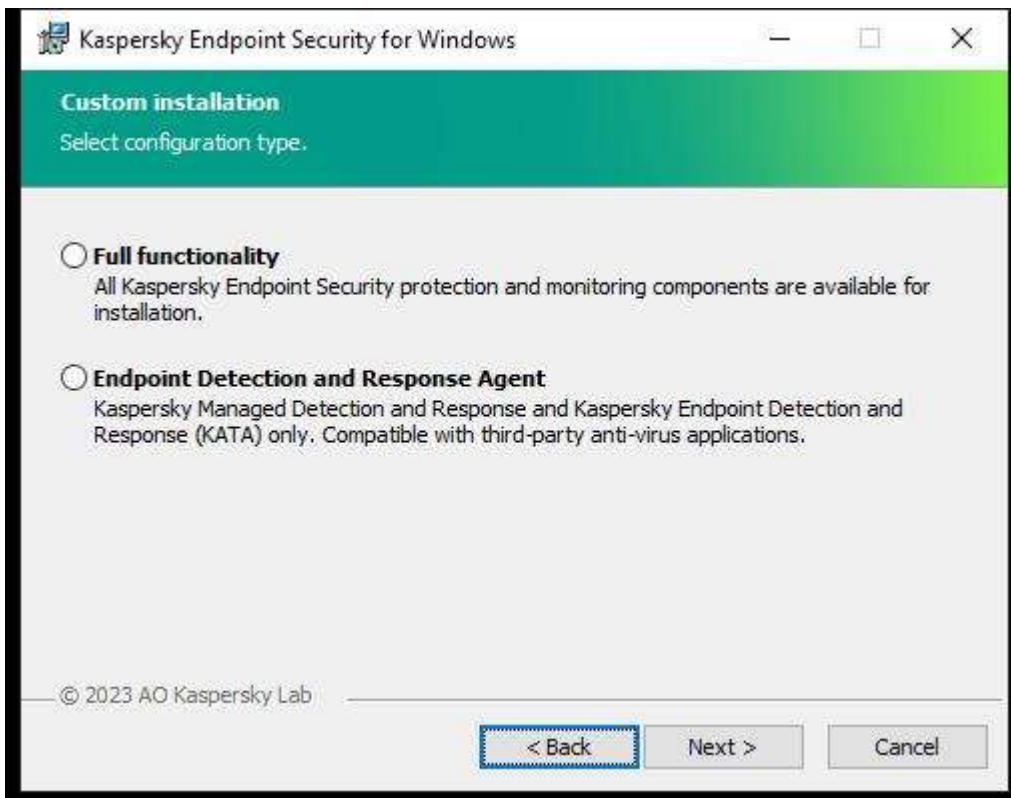 Kaspersky Endpoint Security for Windows
Custom installation
Select configuration type.
Full functionality
All Kaspersky Endpoint Security protection and monitoring components are available for
installation.
Endpoint Detection and Response Agent
Kaspersky Managed Detection and Response and Kaspersky Endpoint Detection and
Response (KATA) only. Compatible with third-party anti-virus applications.
© 2023 AO Kaspersky Lab
< Back Next > Cancel